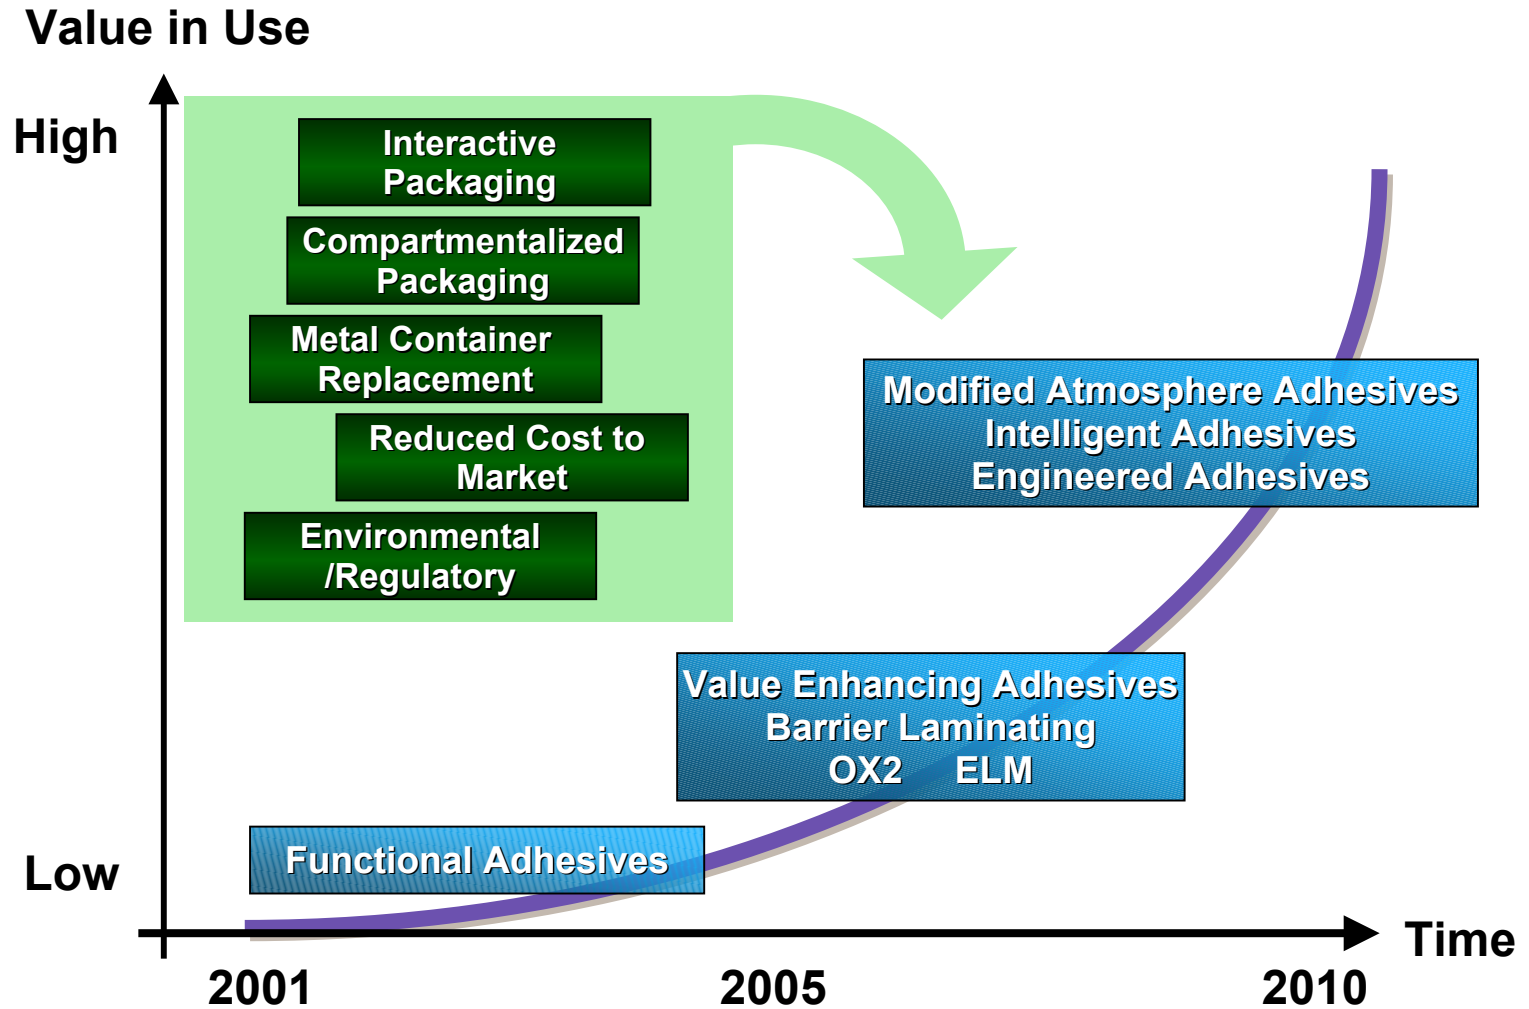 Value in Use
High
Interactive
Packaging
Compartmentalized
Packaging
Metal Container
Replacement
Reduced Cost to
Market
Environmental
/Regulatory
Modified Atmosphere Adhesives
Intelligent Adhesives
Engineered Adhesives
Value Enhancing Adhesives
Barrier Laminating
OX2 ELM
Functional Adhesives
Low
Time
2001 2005 2010